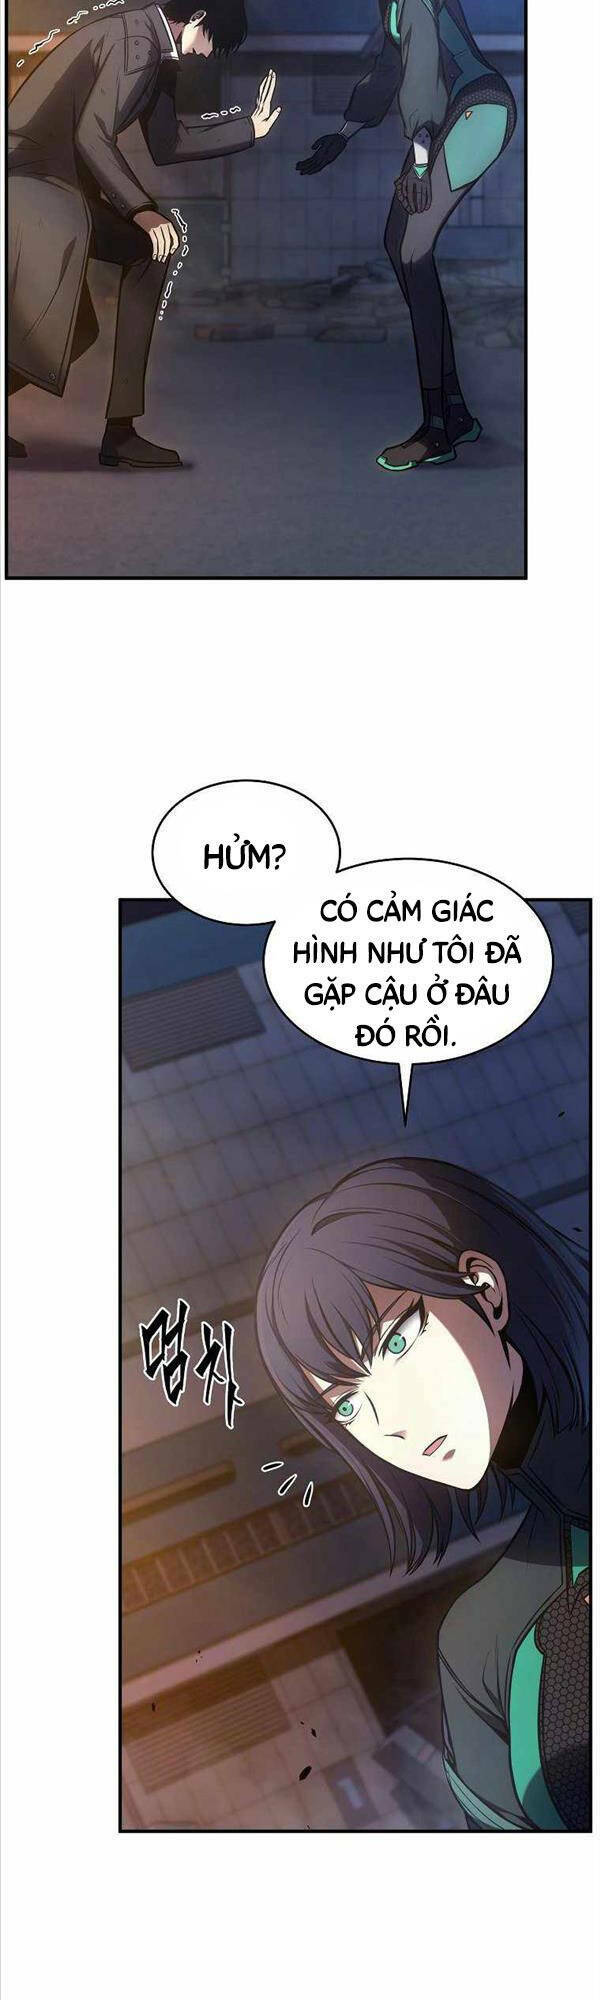 HỬM?
CÓ CẢM GIÁC
HÌNH NHƯ TÔI ĐÃ
GẶP CẬU Ở ĐÂU
ĐÓ RỒI.
멈칫